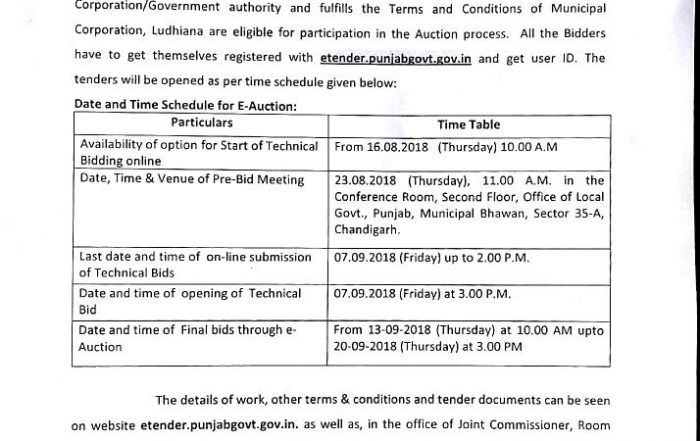 Corporation/Government authority and fulfills the Terms and Conditions of Municipal
Corporation, Ludhiana are eligible for participation in the Auction process. All the Bidders
have to get themselves registered with etender.punjabgovt.gov.in and get user ID. The
tenders will be opened as per time schedule given below:
Date and Time Schedule for E-Auction:
Particulars
Time Table
Availability of option for Start of Technical
Bidding online
From 16.08.2018 (Thursday) 10.00 A.M
Date, Time & Venue of Pre-Bid Meeting
23.08.2018 (Thursday), 11.00 A.M. in the
Conference Room, Second Floor, Office of Local
Govt., Punjab, Municipal Bhawan, Sector 35-A,
Chandigarh.
Last date and time of on-line submission
of Technical Bids
07.09.2018 (Friday) up to 2.00 P.M.
Date and time of opening of Technical
Bid
07.09.2018 (Friday) at 3.00 P.M.
Date and time of Final bids through e-
Auction
From 13-09-2018 (Thursday) at 10.00 AM upto
20-09-2018 (Thursday) at 3.00 PM
The details of work, other terms & conditions and tender documents can be seen
on website etender.punjabgovt.gov.in. as well as, in the office of Joint Commissioner, Room